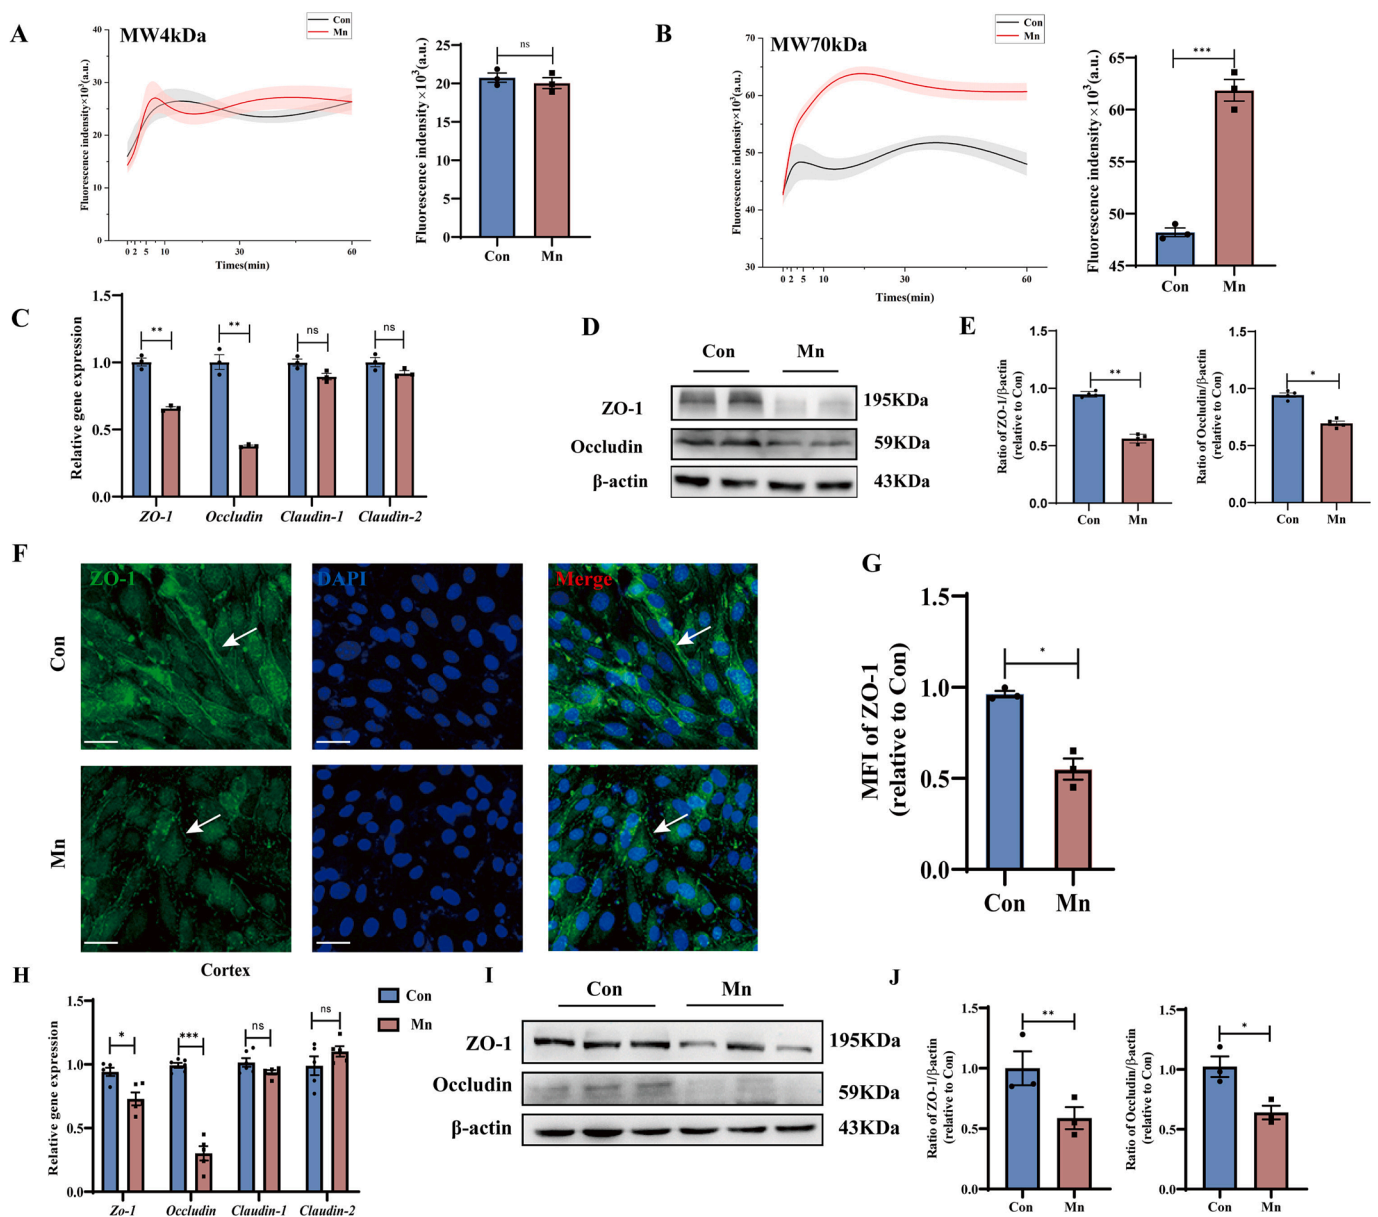 A
MW4kDa
Con
Mn
Fluorescence indensity×10³(a.u.)
40
30
20
10
0
0 2 5 10 30 60
Times(min)
Fluorescence indensity×10³(a.u.)
25
20
15
10
5
0
ns
Con Mn
B
MW70kDa
Con
Mn
Fluorescence indensity×10³(a.u.)
70
60
50
40
30
0 2 5 10 30 60
Times(min)
Fluorescence indensity×10³(a.u.)
65
60
50
45
***
Con Mn
C
Relative gene expression
1.5
1.0
0.5
0.0
** ** ns ns
ZO-1 Occludin Claudin-1 Claudin-2
D
Con Mn
ZO-1 195KDa
Occludin 59KDa
β-actin 43KDa
E
Ratio of ZO-1/β-actin
(relative to Con)
1.5
1.0
0.5
0.0
**
Con Mn
Ratio of Occludin/β-actin
(relative to Con)
1.5
1.0
0.5
0.0
*
Con Mn
F
ZO-1 DAPI Merge
Con
Mn
G
MFI of ZO-1
(relative to Con)
1.5
1.0
0.5
0.0
*
Con Mn
H
Cortex
Relative gene expression
1.5
1.0
0.5
0.0
* *** ns ns
Zo-1 Occludin Claudin-1 Claudin-2
Con
Mn
I
Con Mn
ZO-1 195KDa
Occludin 59KDa
β-actin 43KDa
J
Ratio of ZO-1/β-actin
(relative to Con)
1.5
1.0
0.5
0.0
**
Con Mn
Ratio of Occludin/β-actin
(relative to Con)
1.5
1.0
0.5
0.0
*
Con Mn